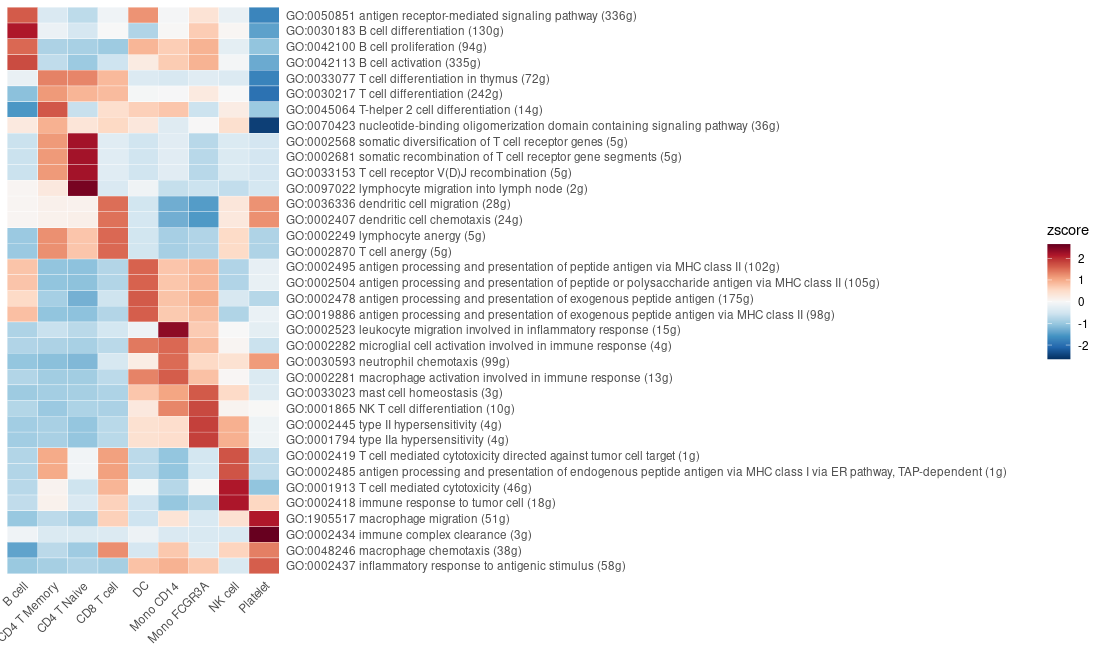 GO:0050851 antigen receptor-mediated signaling pathway (336g)
GO:0030183 B cell differentiation (130g)
GO:0042100 B cell proliferation (94g)
GO:0042113 B cell activation (335g)
GO:0033077 T cell differentiation in thymus (72g)
GO:0030217 T cell differentiation (242g)
GO:0045064 T-helper 2 cell differentiation (14g)
GO:0070423 nucleotide-binding oligomerization domain containing signaling pathway (36g)
GO:0002568 somatic diversification of T cell receptor genes (5g)
GO:0002681 somatic recombination of T cell receptor gene segments (5g)
GO:0033153 T cell receptor V(D)J recombination (5g)
GO:0097022 lymphocyte migration into lymph node (2g)
GO:0036336 dendritic cell migration (28g)
GO:0002407 dendritic cell chemotaxis (24g)
GO:0002249 lymphocyte anergy (5g)
GO:0002870 T cell anergy (5g)
GO:0002495 antigen processing and presentation of peptide antigen via MHC class II (102g)
GO:0002504 antigen processing and presentation of peptide or polysaccharide antigen via MHC class II (105g)
GO:0002478 antigen processing and presentation of exogenous peptide antigen (175g)
GO:0019886 antigen processing and presentation of exogenous peptide antigen via MHC class II (98g)
GO:0002523 leukocyte migration involved in inflammatory response (15g)
GO:0002282 microglial cell activation involved in immune response (4g)
GO:0030593 neutrophil chemotaxis (99g)
GO:0002281 macrophage activation involved in immune response (13g)
GO:0033023 mast cell homeostasis (3g)
GO:0001865 NK T cell differentiation (10g)
GO:0002445 type II hypersensitivity (4g)
GO:0001794 type IIa hypersensitivity (4g)
GO:0002419 T cell mediated cytotoxicity directed against tumor cell target (1g)
GO:0002485 antigen processing and presentation of endogenous peptide antigen via MHC class I via ER pathway, TAP-dependent (1g)
GO:0001913 T cell mediated cytotoxicity (46g)
GO:0002418 immune response to tumor cell (18g)
GO:1905517 macrophage migration (51g)
GO:0002434 immune complex clearance (3g)
GO:0048246 macrophage chemotaxis (38g)
GO:0002437 inflammatory response to antigenic stimulus (58g)
B cell
CD4 T Memory
CD4 T Naive
CD8 T cell
DC
Mono CD14
Mono FCGR3A
NK cell
Platelet
zscore
2
1
0
-1
-2